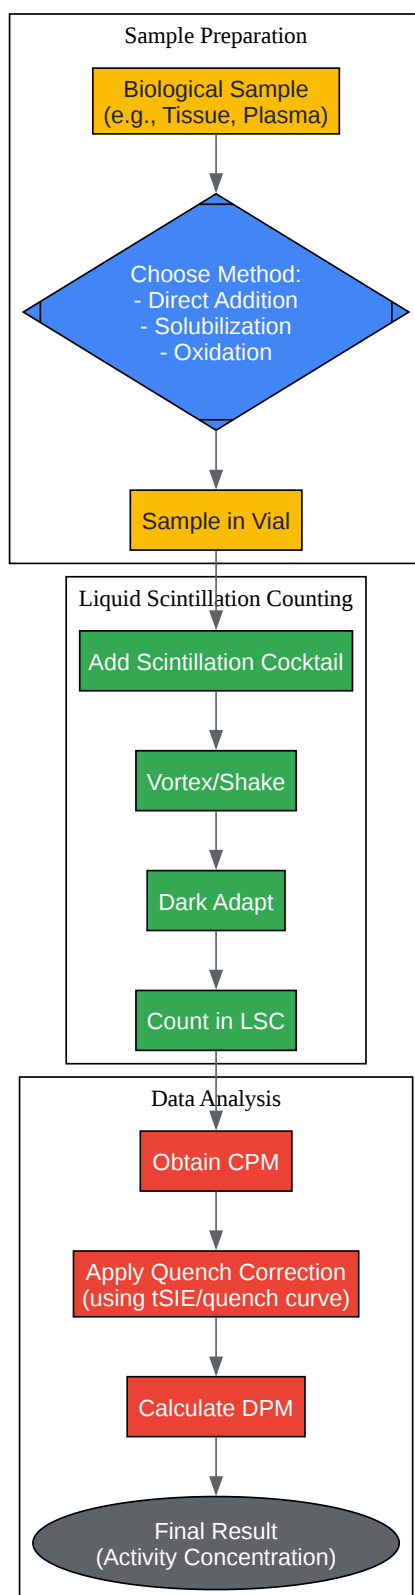 Sample Preparation
Biological Sample
(e.g., Tissue, Plasma)
Choose Method:
- Direct Addition
- Solubilization
- Oxidation
Sample in Vial
Liquid Scintillation Counting
Add Scintillation Cocktail
Vortex/Shake
Dark Adapt
Count in LSC
Data Analysis
Obtain CPM
Apply Quench Correction
(using tSIE/quench curve)
Calculate DPM
Final Result
(Activity Concentration)